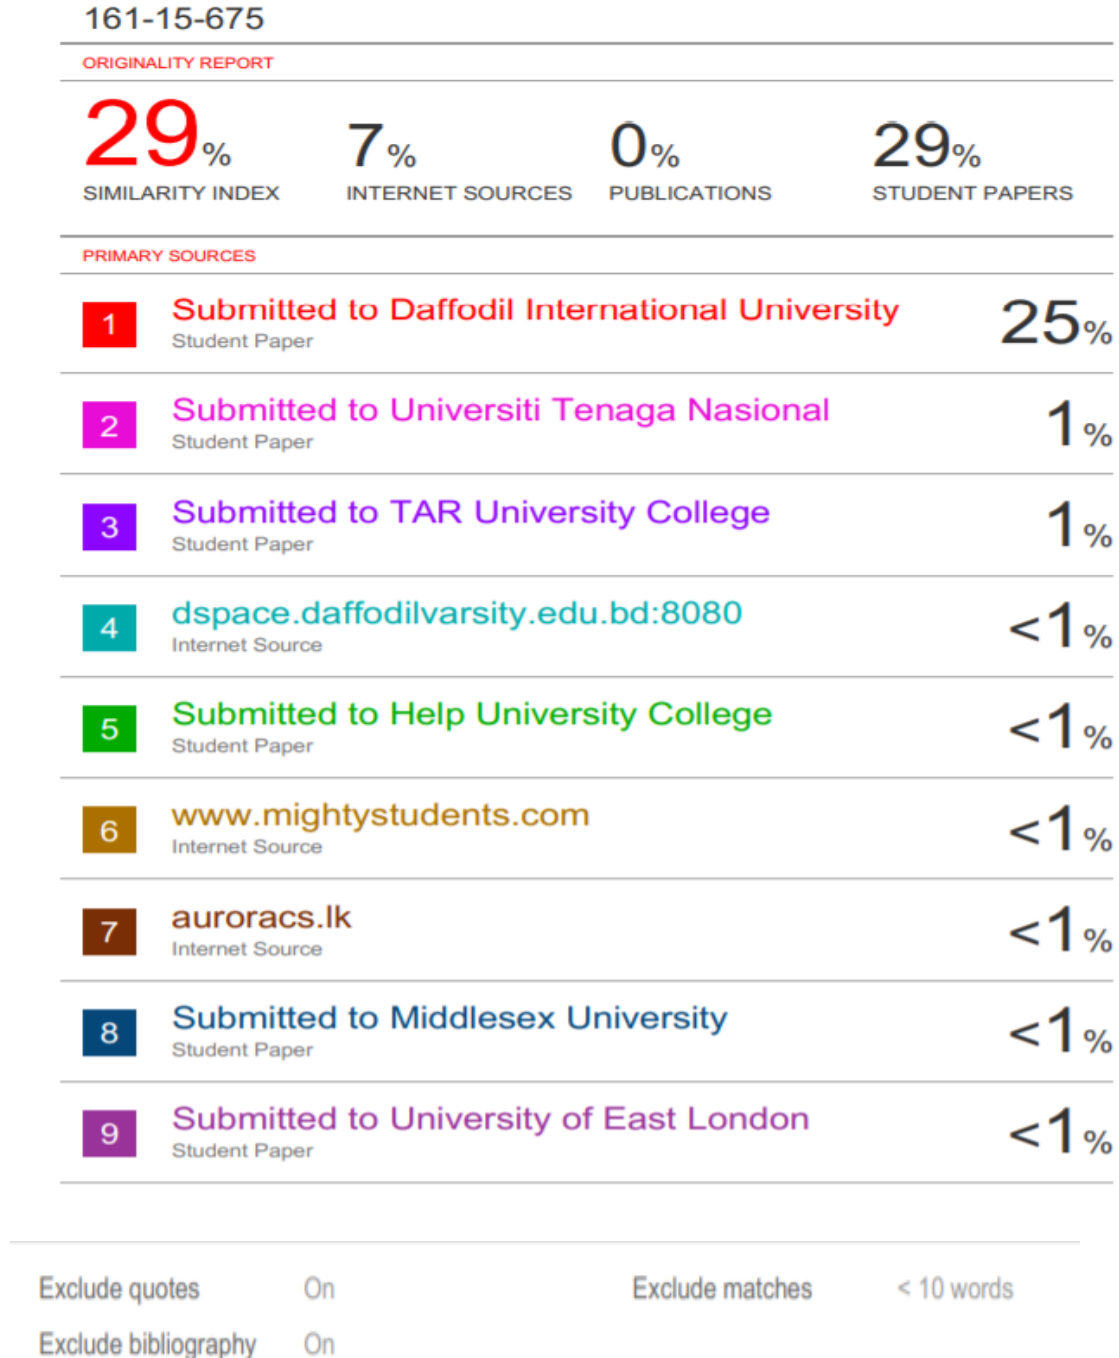 161-15-675
ORIGINALITY REPORT
29% 7% 0% 29%
SIMILARITY INDEX INTERNET SOURCES PUBLICATIONS STUDENT PAPERS
PRIMARY SOURCES
1 Submitted to Daffodil International University 25%
Student Paper
2 Submitted to Universiti Tenaga Nasional 1%
Student Paper
3 Submitted to TAR University College 1%
Student Paper
4 dspace.daffodilvarsity.edu.bd:8080 <1%
Internet Source
5 Submitted to Help University College <1%
Student Paper
6 www.mightystudents.com <1%
Internet Source
7 auroracs.lk <1%
Internet Source
8 Submitted to Middlesex University <1%
Student Paper
9 Submitted to University of East London <1%
Student Paper
Exclude quotes On Exclude matches < 10 words
Exclude bibliography On